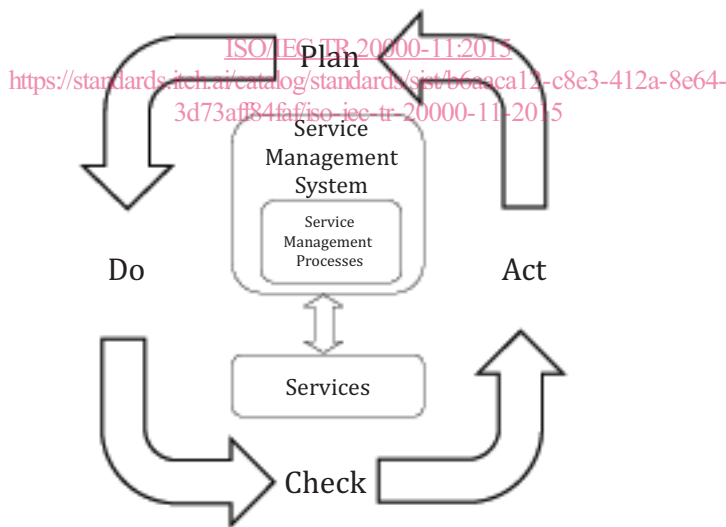 ISO/IEC TR 20000-11:2015
Plan
https://standards.iteh.ai/catalog/standards/sist/b6aaca12-c8e3-412a-8e64-
3d73aff84faf/iso-iec-tr-20000-11-2015
Service
Management
System
Service
Management
Processes
Do
Act
Services
Check